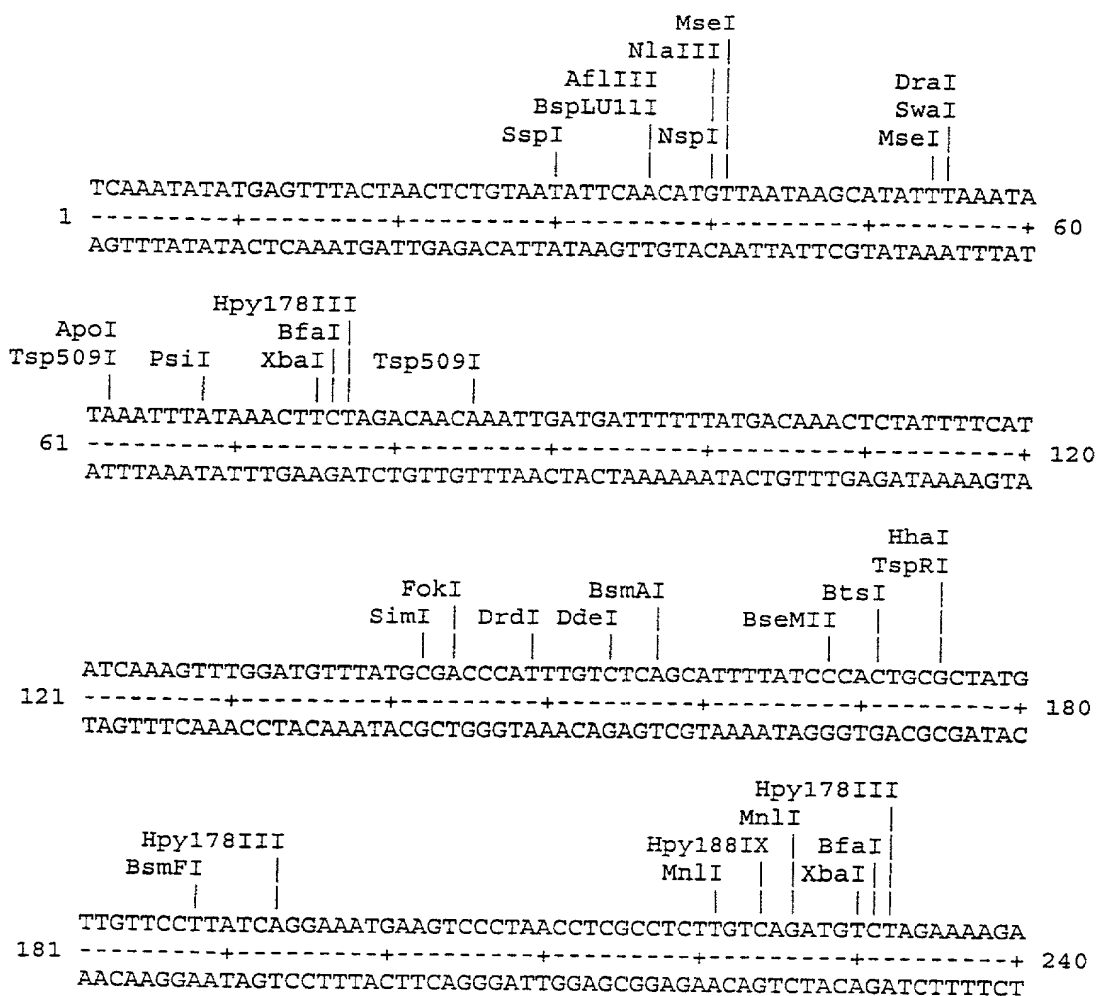 MseI
NlaIII
AflIII DraI
BspLU11I SwaI
SspI NspI MseI
TCAAATATATGAGTTTACTAACTCTGTAATATTCAACATGTTAATAAGCATATTTAAATA
1 ---------+---------+---------+---------+---------+---------+ 60
AGTTTATATACTCAAATGATTGAGACATTATAAGTTGTACAATTATTCGTATAAATTTAT
Hpy178III
ApoI BfaI
Tsp509I PsiI XbaI Tsp509I
TAAATTTATAAACTTCTAGACAACAAATTGATGATTTTTTATGACAAACTCTATTTTCAT
61 ---------+---------+---------+---------+---------+---------+ 120
ATTTAAATATTTGAAGATCTGTTGTTTAACTACTAAAAAATACTGTTTGAGATAAAAGTA
HhaI
TspRI
FokI BsmAI BtsI
SimI DrdI DdeI BseMII
ATCAAAGTTTGGATGTTTATGCGACCCATTTGTCTCAGCATTTTATCCCACTGCGCTATG
121 ---------+---------+---------+---------+---------+---------+ 180
TAGTTTCAAACCTACAAATACGCTGGGTAAACAGAGTCGTAAAATAGGGTGACGCGATAC
Hpy178III
MnlI
Hpy178III Hpy188IX BfaI
BsmFI MnlI XbaI
TTGTTCCTTATCAGGAAATGAAGTCCCTAACCTCGCCTCTTGTCAGATGTCTAGAAAAGA
181 ---------+---------+---------+---------+---------+---------+ 240
AACAAGGAATAGTCCTTTACTTCAGGGATTGGAGCGGAGAACAGTCTACAGATCTTTTCT